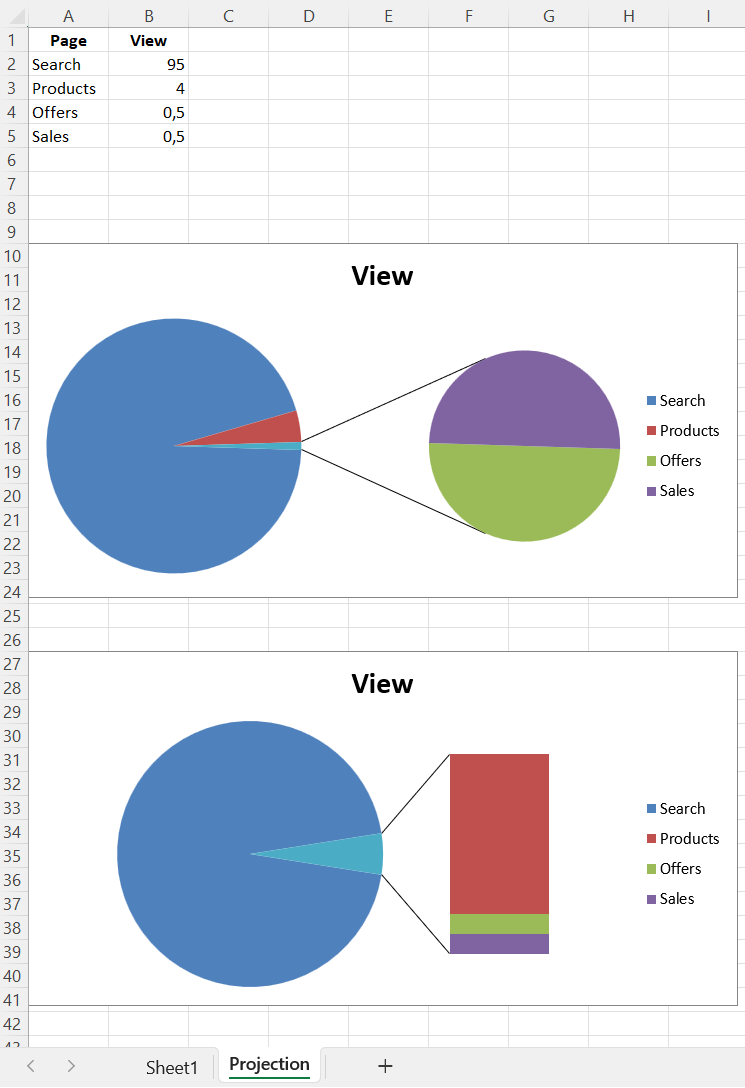 A B C D E F G H I
1 Page View
2 Search 95
3 Products 4
4 Offers 0,5
5 Sales 0,5
6
7
8
9
10
11 View
12
13
14
15
16 Search
17 Products
18
19 Offers
20 Sales
21
22
23
24
25
26
27
28 View
29
30
31
32
33 Search
34 Products
35
36 Offers
37 Sales
38
39
40
41
42
43
Sheet1 Projection +